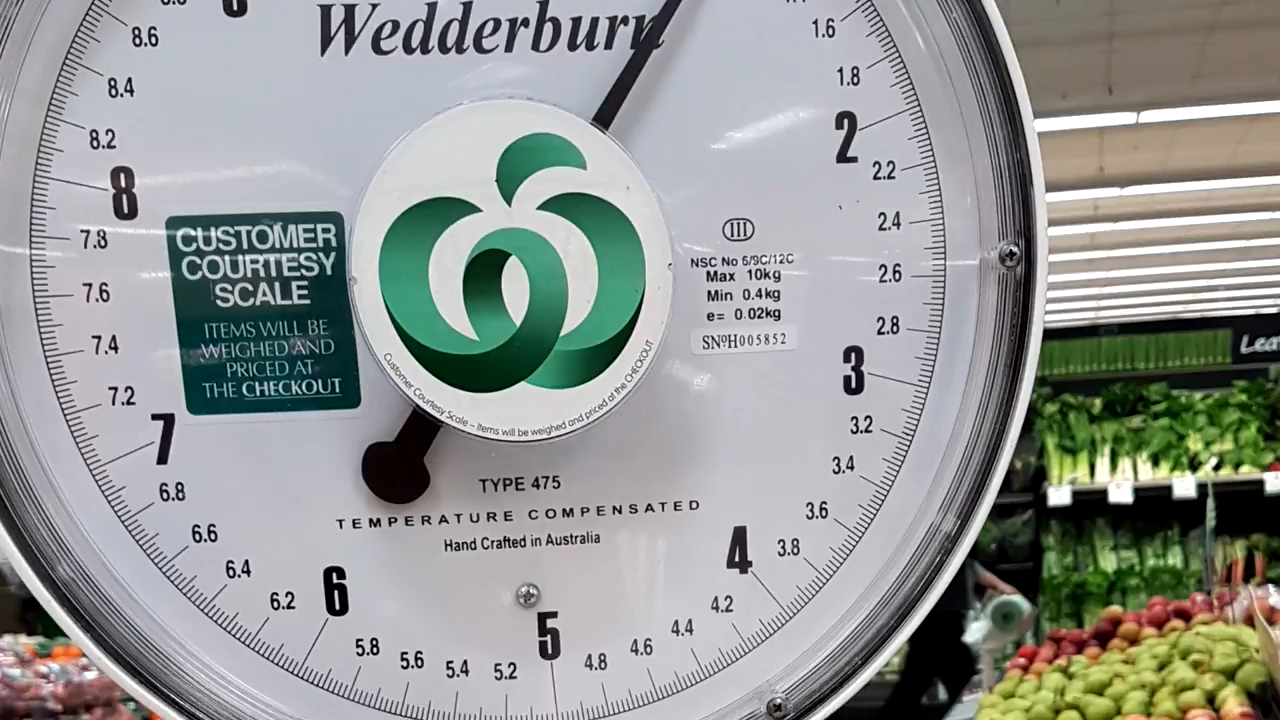 Wedderburn
8.6
8.4
8.2
8
7.8
7.6
7.4
7.2
7
6.8
6.6
6.4
6.2
6
5.8
5.6
5.4
5.2
5
4.8
4.6
4.4
4.2
4
3.8
3.6
3.4
3.2
3
2.8
2.6
2.4
2.2
2
1.8
1.6
CUSTOMER
COURTESY
SCALE
ITEMS WILL BE
WEIGHED AND
PRICED AT
THE CHECKOUT
Customer Courtesy Scale – Items will be weighed and priced at the CHECKOUT
III
NSC No 6/9C/12C
Max 10kg
Min 0.4kg
e= 0.02kg
SNºH005852
TYPE 475
TEMPERATURE COMPENSATED
Hand Crafted in Australia